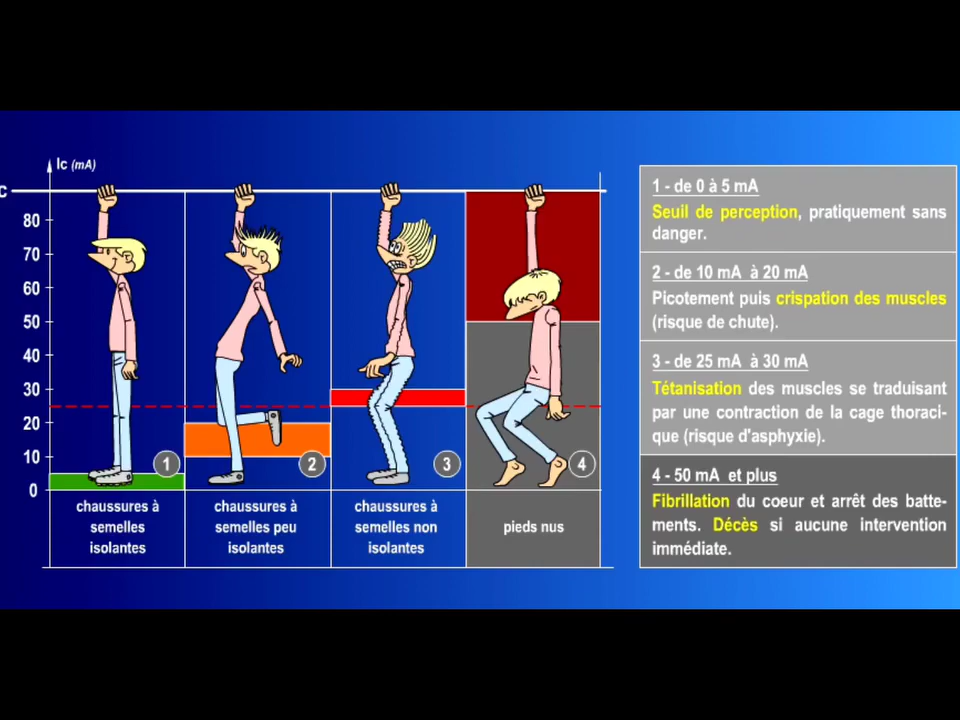 Ic (mA)
C
80
70
60
50
40
30
20
10
0
1
2
3
4
chaussures à
semelles
isolantes
chaussures à
semelles peu
isolantes
chaussures à
semelles non
isolantes
pieds nus
1 - de 0 à 5 mA
Seuil de perception, pratiquement sans
danger.
2 - de 10 mA à 20 mA
Picotement puis crispation des muscles
(risque de chute).
3 - de 25 mA à 30 mA
Tétanisation des muscles se traduisant
par une contraction de la cage thoraci-
que (risque d'asphyxie).
4 - 50 mA et plus
Fibrillation du coeur et arrêt des batte-
ments. Décès si aucune intervention
immédiate.